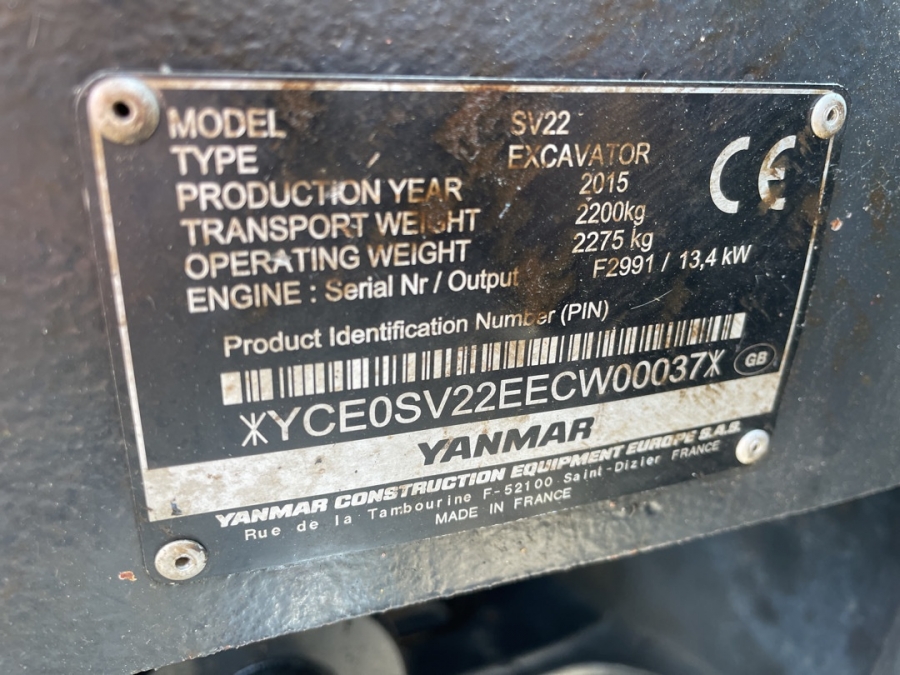 MODEL SV22
TYPE EXCAVATOR
PRODUCTION YEAR 2015
TRANSPORT WEIGHT 2200kg
OPERATING WEIGHT 2275 kg
ENGINE : Serial Nr / Output F2991 / 13,4 kW
CE
Product Identification Number (PIN)
*YCE0SV22EECW00037*
GB
YANMAR
YANMAR CONSTRUCTION EQUIPMENT EUROPE S.A.S.
Rue de la Tambourine F-52100 Saint-Dizier FRANCE
MADE IN FRANCE